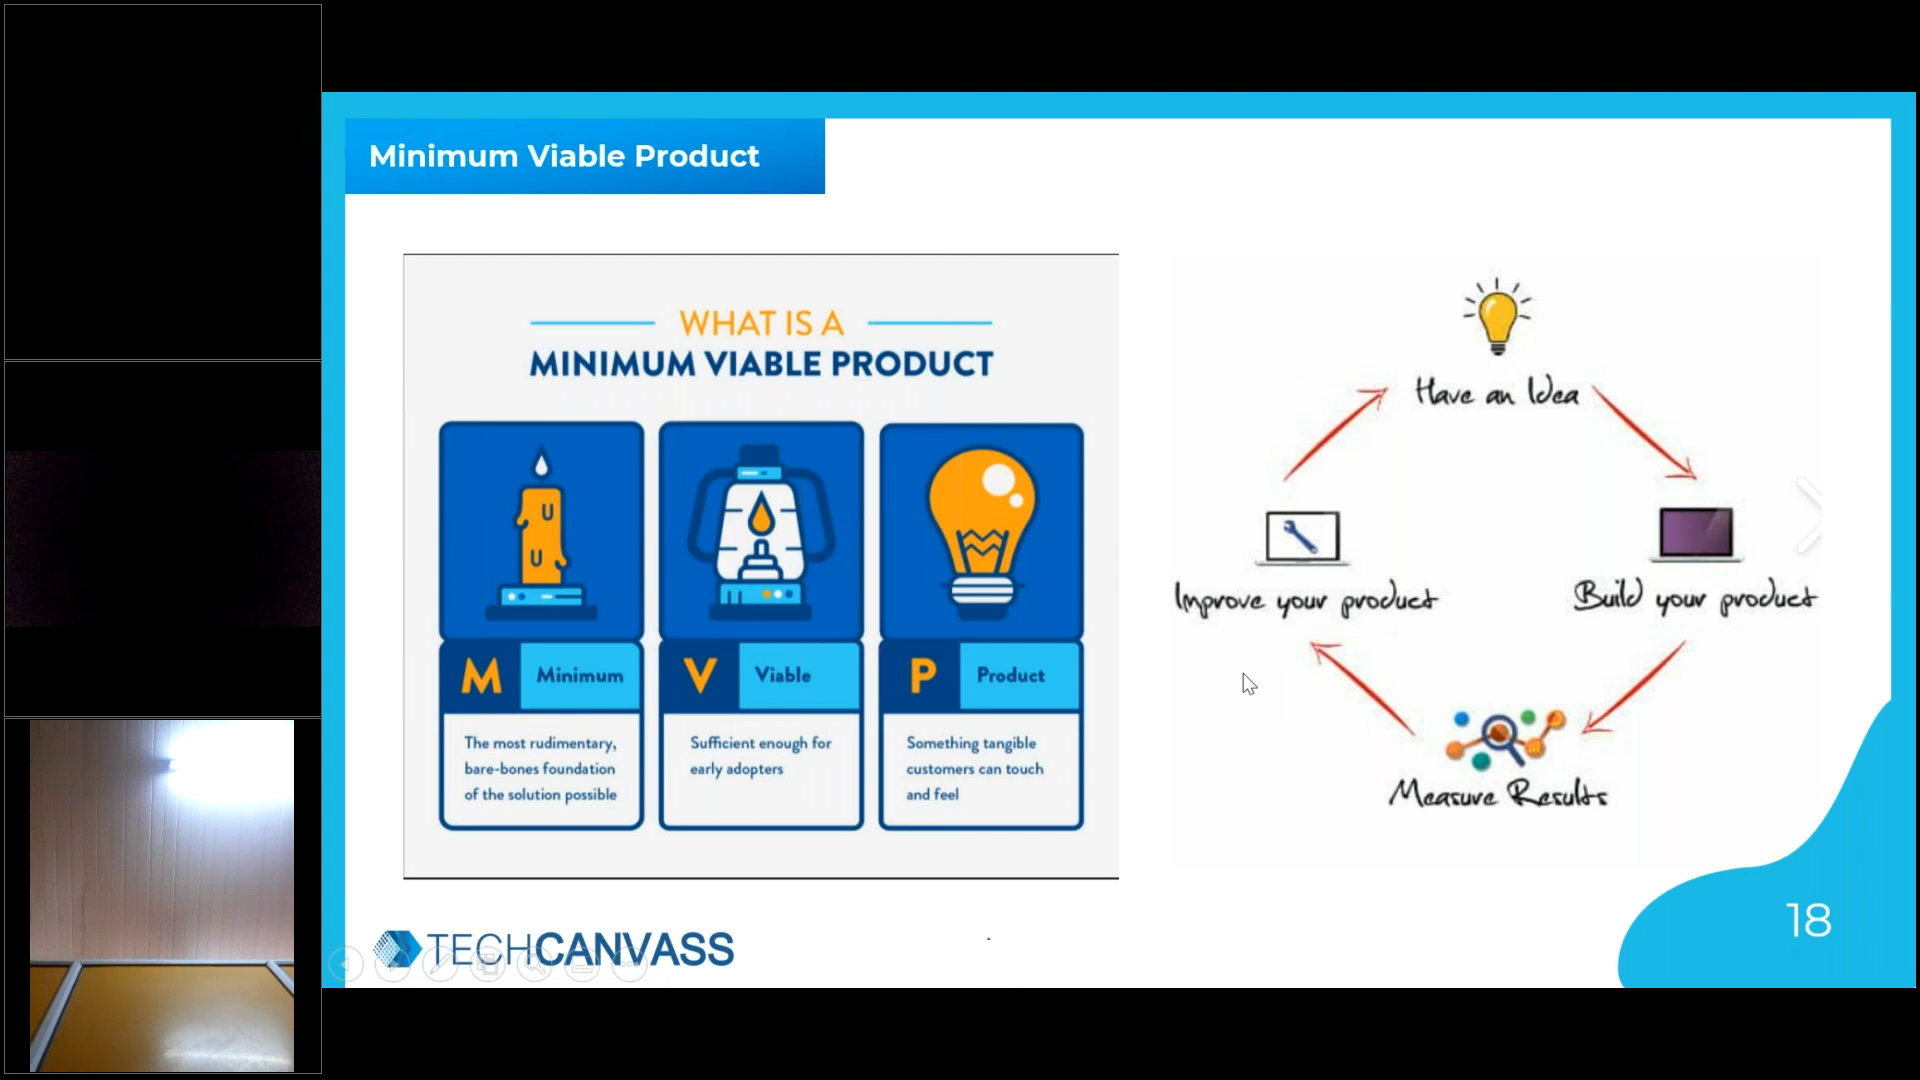 Minimum Viable Product
WHAT IS A
MINIMUM VIABLE PRODUCT
M Minimum
The most rudimentary,
bare-bones foundation
of the solution possible
V Viable
Sufficient enough for
early adopters
P Product
Something tangible
customers can touch
and feel
Have an Idea
Build your product
Measure Results
Improve your product
TECHCANVASS
18